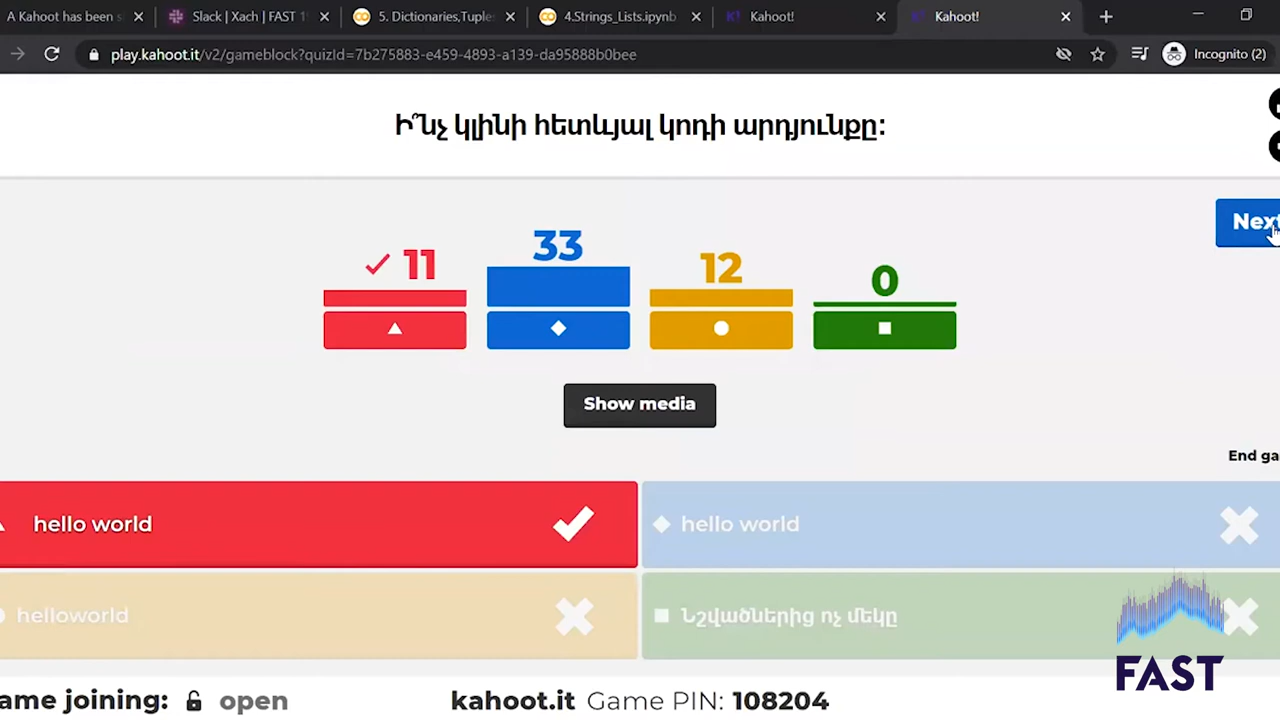 A Kahoot has been s
Slack | Xach | FAST 1
5. Dictionaries,Tuple
4.Strings_Lists.ipynb
Kahoot!
Kahoot!
play.kahoot.it/v2/gameblock?quizId=7b275883-e459-4893-a139-da95888b0bee
Incognito (2)
Ի՞նչ կլինի հետևյալ կոդի արդյունքը։
Next
11
33
12
0
Show media
End ga
hello world
hello world
helloworld
Նշվածներից ոչ մեկը
FAST
ame joining: open
kahoot.it Game PIN: 108204